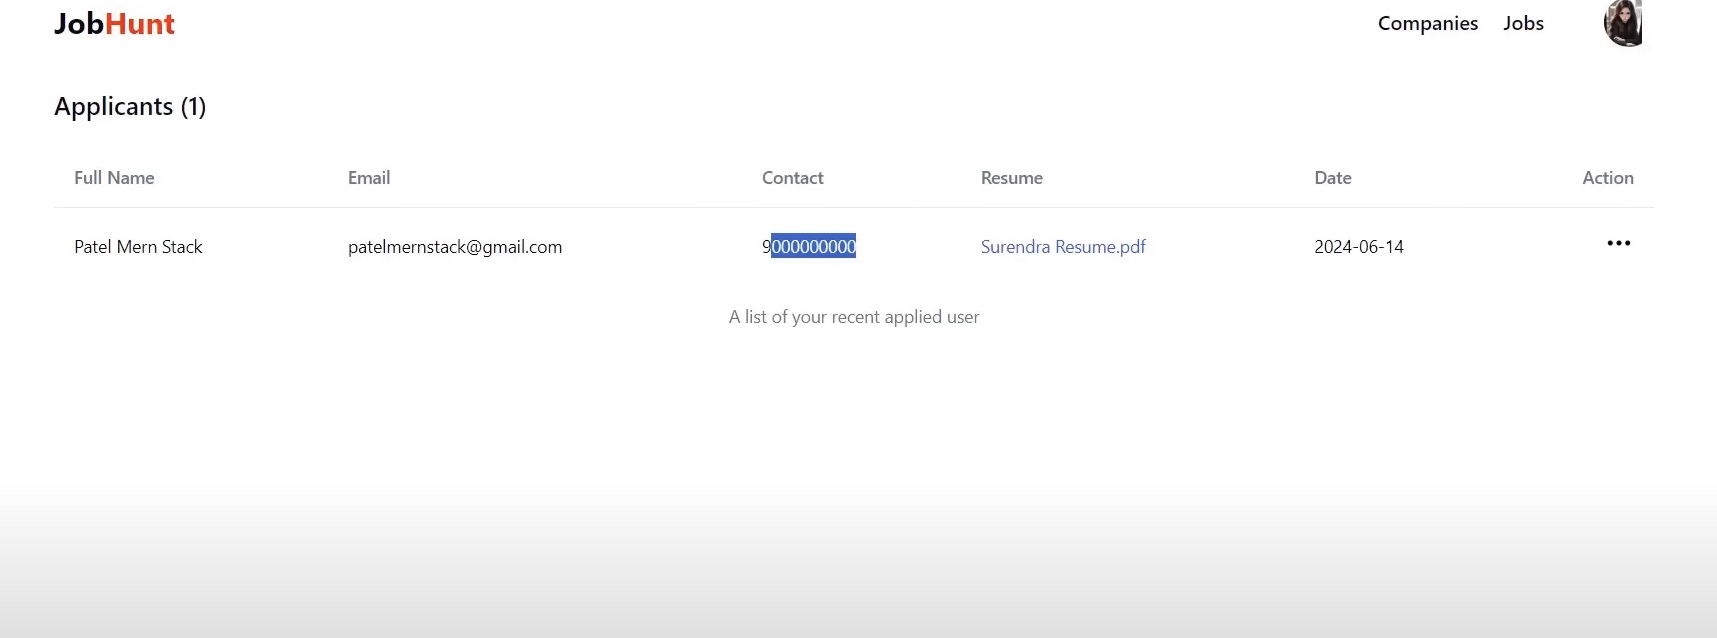 JobHunt Companies Jobs
Applicants (1)
Full Name Email Contact Resume Date Action
Patel Mern Stack patelmernstack@gmail.com 9000000000 Surendra Resume.pdf 2024-06-14 •••
A list of your recent applied user